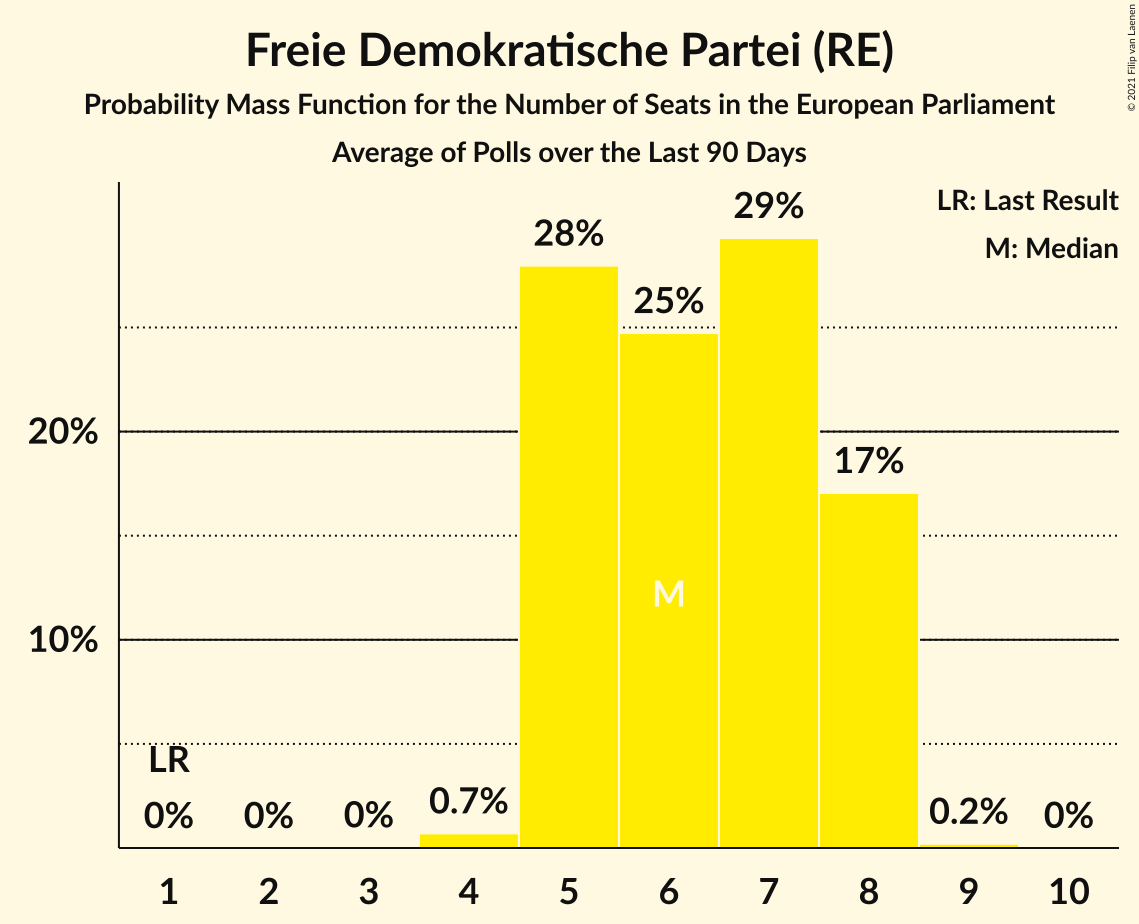 Freie Demokratische Partei (RE)
Probability Mass Function for the Number of Seats in the European Parliament
Average of Polls over the Last 90 Days
© 2021 Filip van Laenen
LR: Last Result
M: Median
29%
28%
25%
20%
17%
M
10%
LR
0%
0%
0%
0.7%
0.2%
0%
1 2 3 4 5 6 7 8 9 10